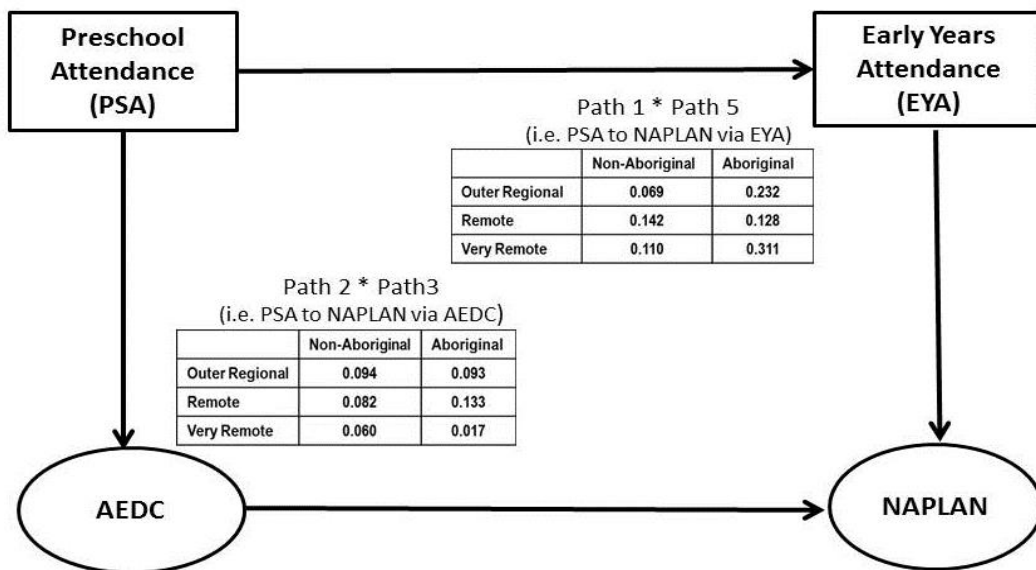 Preschool
Attendance
(PSA)
Early Years
Attendance
(EYA)
Path 1 * Path 5
(i.e. PSA to NAPLAN via EYA)
Non-Aboriginal Aboriginal
Outer Regional 0.069 0.232
Remote 0.142 0.128
Very Remote 0.110 0.311
Path 2 * Path3
(i.e. PSA to NAPLAN via AEDC)
Non-Aboriginal Aboriginal
Outer Regional 0.094 0.093
Remote 0.082 0.133
Very Remote 0.060 0.017
AEDC
NAPLAN